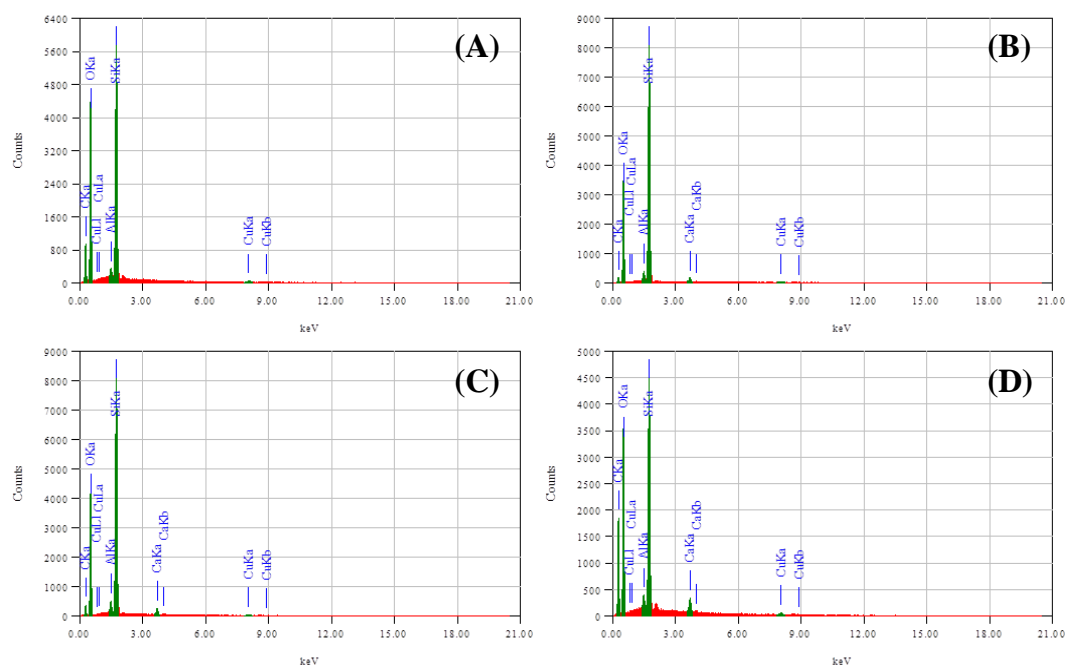 (A)
6400
5600
4800
4000
3200
2400
1600
800
0
Counts
CKa
OKa
CuLl
CuLa
AlKa
SiKa
CuKa
CuKb
0.00 3.00 6.00 9.00 12.00 15.00 18.00 21.00
keV
(B)
9000
8000
7000
6000
5000
4000
3000
2000
1000
0
Counts
CKa
OKa
CuLl
CuLa
AlKa
SiKa
CaKa
CaKb
CuKa
CuKb
0.00 3.00 6.00 9.00 12.00 15.00 18.00 21.00
keV
(C)
9000
8000
7000
6000
5000
4000
3000
2000
1000
0
Counts
CKa
OKa
CuLl
CuLa
AlKa
SiKa
CaKa
CaKb
CuKa
CuKb
0.00 3.00 6.00 9.00 12.00 15.00 18.00 21.00
keV
(D)
5000
4500
4000
3500
3000
2500
2000
1500
1000
500
0
Counts
CKa
OKa
CuLl
CuLa
AlKa
SiKa
CaKa
CaKb
CuKa
CuKb
0.00 3.00 6.00 9.00 12.00 15.00 18.00 21.00
keV